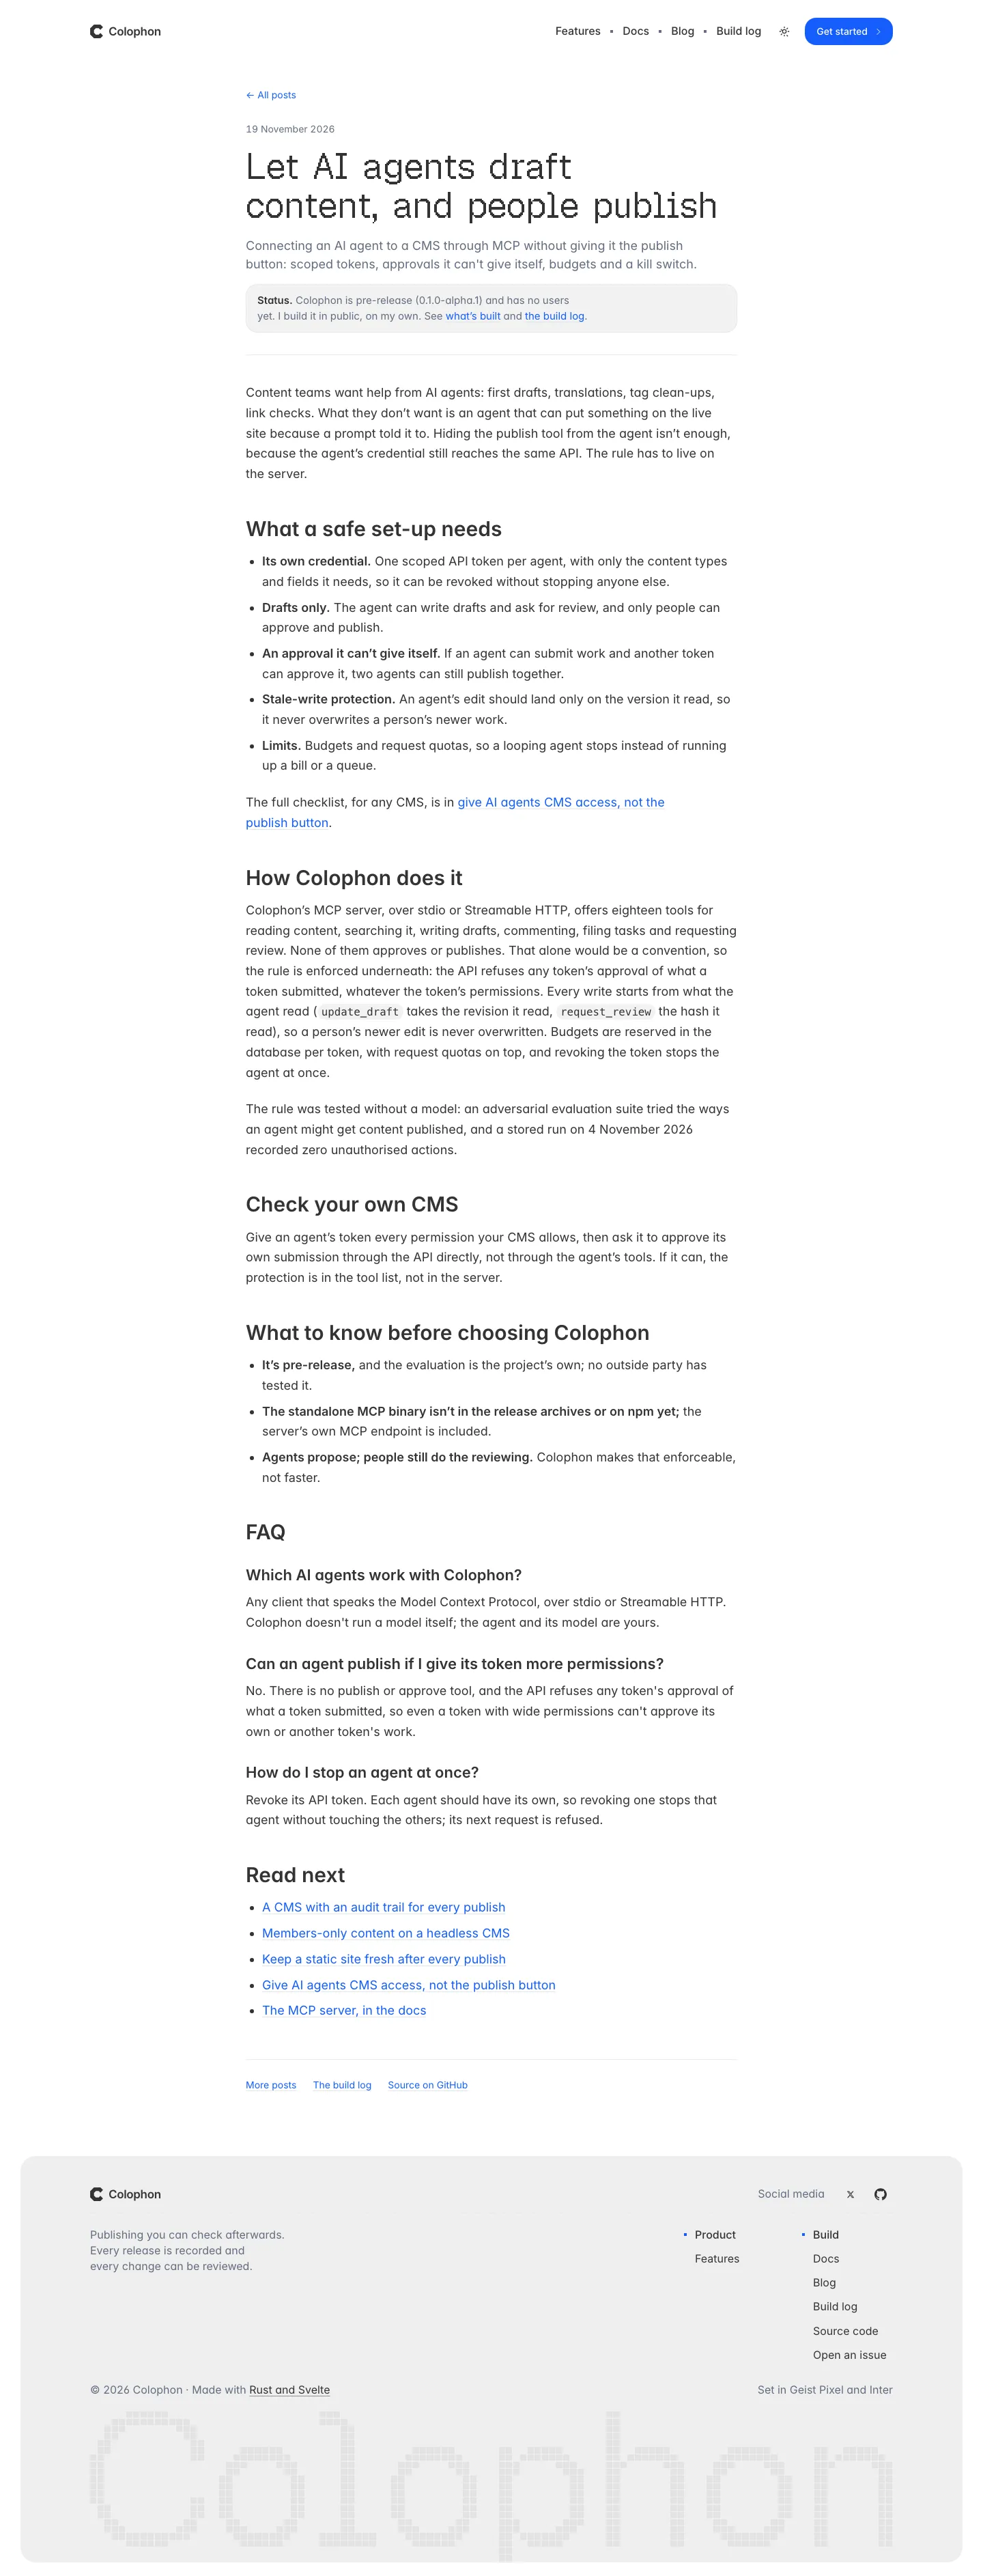 Colophon
Features • Docs • Blog • Build log
Get started
← All posts
19 November 2026
Let AI agents draft
content, and people publish
Connecting an AI agent to a CMS through MCP without giving it the publish
button: scoped tokens, approvals it can't give itself, budgets and a kill switch.
Status. Colophon is pre-release (0.1.0-alpha.1) and has no users
yet. I build it in public, on my own. See what’s built and the build log.
Content teams want help from AI agents: first drafts, translations, tag clean-ups,
link checks. What they don’t want is an agent that can put something on the live
site because a prompt told it to. Hiding the publish tool from the agent isn’t enough,
because the agent’s credential still reaches the same API. The rule has to live on
the server.
What a safe set-up needs
• Its own credential. One scoped API token per agent, with only the content types
and fields it needs, so it can be revoked without stopping anyone else.
• Drafts only. The agent can write drafts and ask for review, and only people can
approve and publish.
• An approval it can’t give itself. If an agent can submit work and another token
can approve it, two agents can still publish together.
• Stale-write protection. An agent’s edit should land only on the version it read, so
it never overwrites a person’s newer work.
• Limits. Budgets and request quotas, so a looping agent stops instead of running
up a bill or a queue.
The full checklist, for any CMS, is in give AI agents CMS access, not the
publish button.
How Colophon does it
Colophon’s MCP server, over stdio or Streamable HTTP, offers eighteen tools for
reading content, searching it, writing drafts, commenting, filing tasks and requesting
review. None of them approves or publishes. That alone would be a convention, so
the rule is enforced underneath: the API refuses any token’s approval of what a
token submitted, whatever the token’s permissions. Every write starts from what the
agent read ( update_draft takes the revision it read, request_review the hash it
read), so a person’s newer edit is never overwritten. Budgets are reserved in the
database per token, with request quotas on top, and revoking the token stops the
agent at once.
The rule was tested without a model: an adversarial evaluation suite tried the ways
an agent might get content published, and a stored run on 4 November 2026
recorded zero unauthorised actions.
Check your own CMS
Give an agent’s token every permission your CMS allows, then ask it to approve its
own submission through the API directly, not through the agent’s tools. If it can, the
protection is in the tool list, not in the server.
What to know before choosing Colophon
• It’s pre-release, and the evaluation is the project’s own; no outside party has
tested it.
• The standalone MCP binary isn’t in the release archives or on npm yet; the
server’s own MCP endpoint is included.
• Agents propose; people still do the reviewing. Colophon makes that enforceable,
not faster.
FAQ
Which AI agents work with Colophon?
Any client that speaks the Model Context Protocol, over stdio or Streamable HTTP.
Colophon doesn't run a model itself; the agent and its model are yours.
Can an agent publish if I give its token more permissions?
No. There is no publish or approve tool, and the API refuses any token's approval of
what a token submitted, so even a token with wide permissions can't approve its
own or another token's work.
How do I stop an agent at once?
Revoke its API token. Each agent should have its own, so revoking one stops that
agent without touching the others; its next request is refused.
Read next
• A CMS with an audit trail for every publish
• Members-only content on a headless CMS
• Keep a static site fresh after every publish
• Give AI agents CMS access, not the publish button
• The MCP server, in the docs
More posts
The build log
Source on GitHub
Colophon
Social media
Publishing you can check afterwards.
Every release is recorded and
every change can be reviewed.
Product
Features
Build
Docs
Blog
Build log
Source code
Open an issue
© 2026 Colophon · Made with Rust and Svelte
Set in Geist Pixel and Inter
Colophon